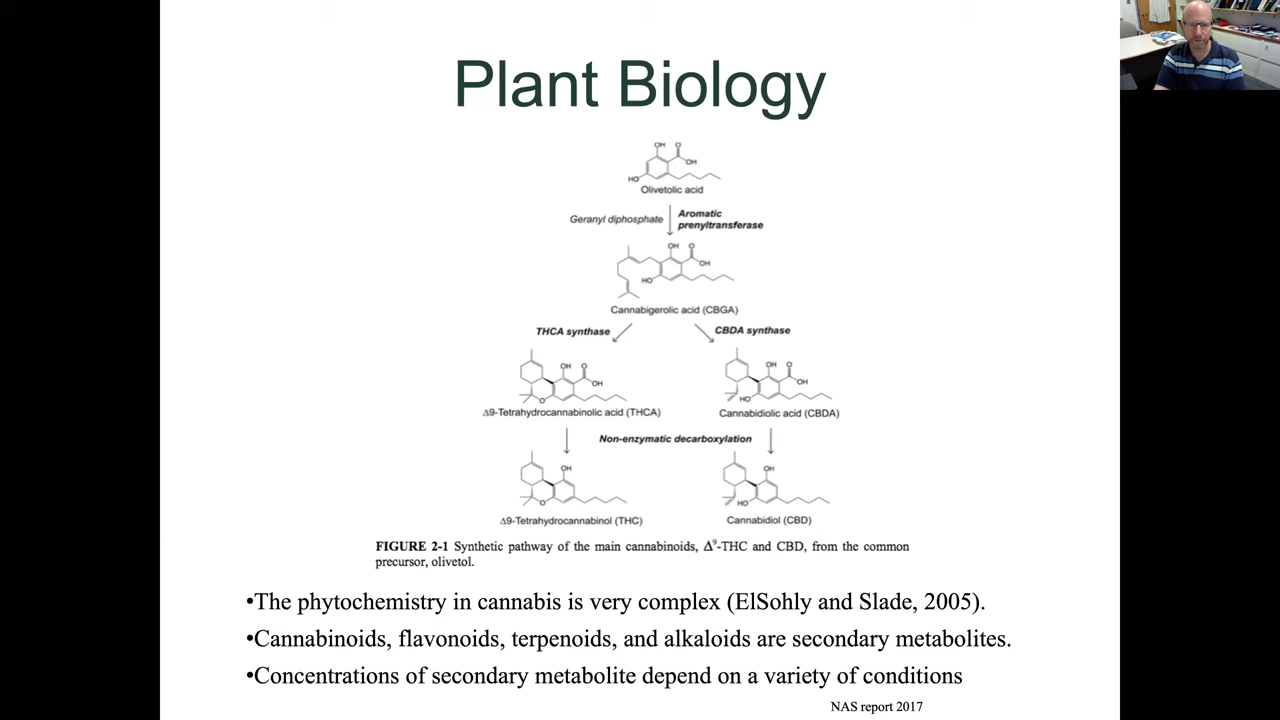 Plant Biology
OH
O
OH
HO
Olivetolic acid
Geranyl diphosphate
Aromatic
prenyltransferase
OH
O
OH
HO
Cannabigerolic acid (CBGA)
THCA synthase
CBDA synthase
OH
O
OH
O
OH
O
OH
HO
Δ9-Tetrahydrocannabinolic acid (THCA)
Cannabidiolic acid (CBDA)
Non-enzymatic decarboxylation
OH
O
OH
HO
Δ9-Tetrahydrocannabinol (THC)
Cannabidiol (CBD)
FIGURE 2-1 Synthetic pathway of the main cannabinoids, Δ⁹-THC and CBD, from the common
precursor, olivetol.
•The phytochemistry in cannabis is very complex (ElSohly and Slade, 2005).
•Cannabinoids, flavonoids, terpenoids, and alkaloids are secondary metabolites.
•Concentrations of secondary metabolite depend on a variety of conditions
NAS report 2017